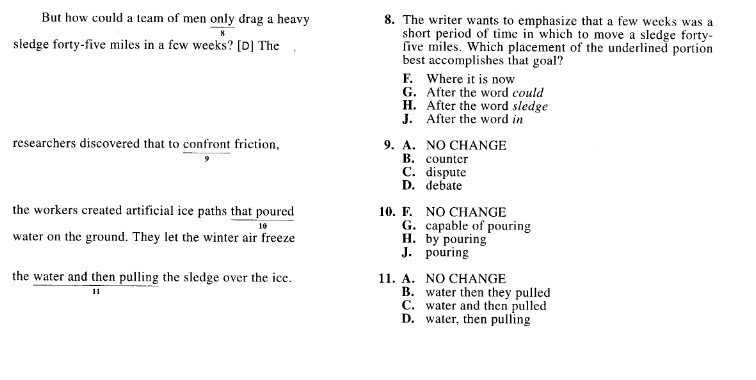 But how could a team of men only drag a heavy
8
sledge forty-five miles in a few weeks? [D] The
researchers discovered that to confront friction,
9
the workers created artificial ice paths that poured
10
water on the ground. They let the winter air freeze
the water and then pulling the sledge over the ice.
11
8. The writer wants to emphasize that a few weeks was a
short period of time in which to move a sledge forty-
five miles. Which placement of the underlined portion
best accomplishes that goal?
F. Where it is now
G. After the word could
H. After the word sledge
J. After the word in
9. A. NO CHANGE
B. counter
C. dispute
D. debate
10. F. NO CHANGE
G. capable of pouring
H. by pouring
J. pouring
11. A. NO CHANGE
B. water then they pulled
C. water and then pulled
D. water, then pulling